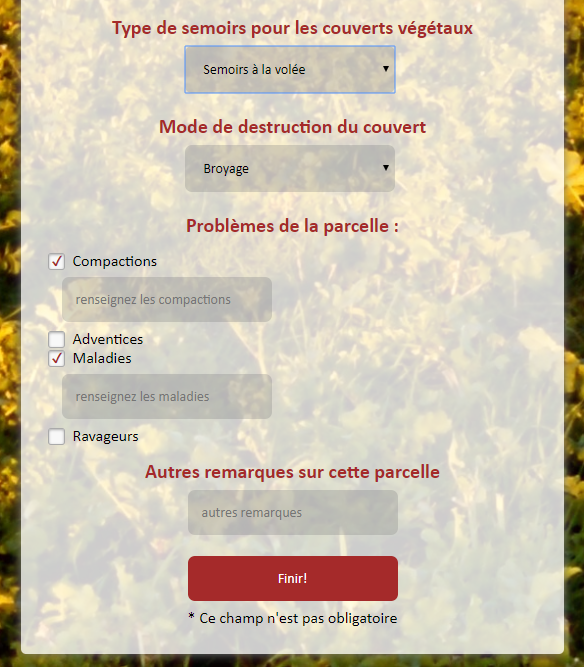 Type de semoirs pour les couverts végétaux
Semoirs à la volée
Mode de destruction du couvert
Broyage
Problèmes de la parcelle :
Compactions
renseignez les compactions
Adventices
Maladies
renseignez les maladies
Ravageurs
Autres remarques sur cette parcelle
autres remarques
Finir!
* Ce champ n'est pas obligatoire